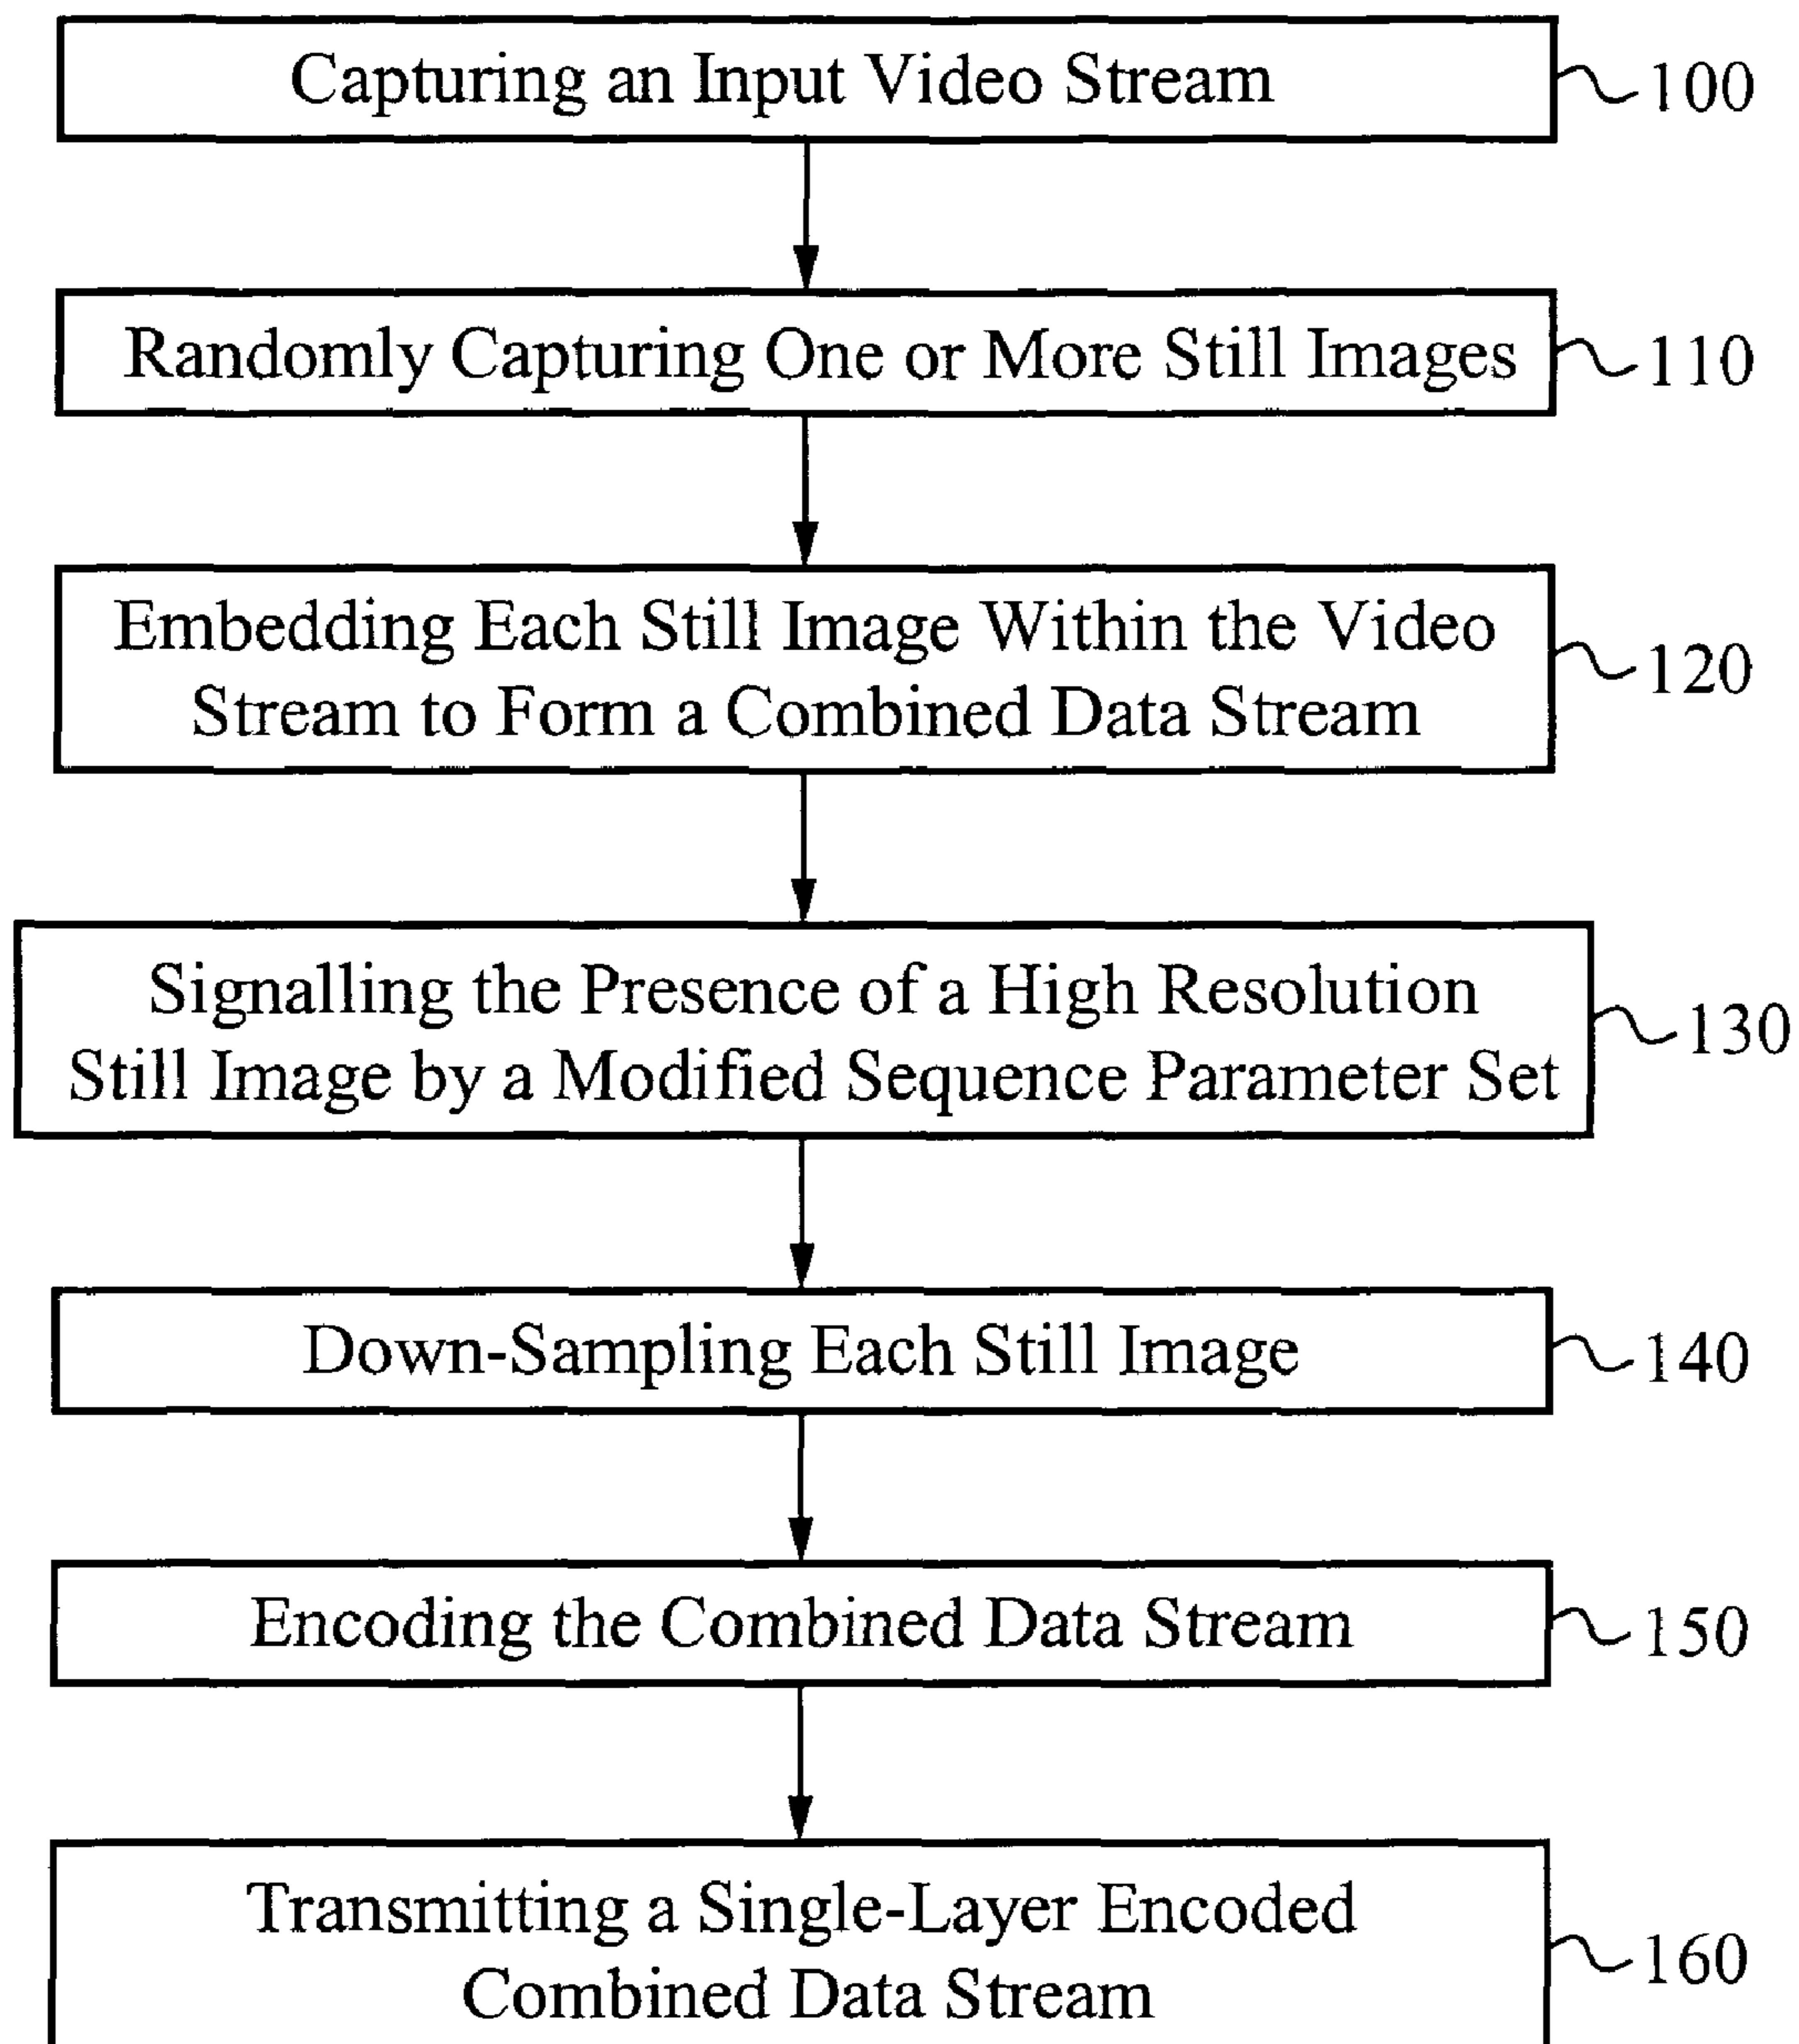 Capturing an Input Video Stream
100
Randomly Capturing One or More Still Images
110
Embedding Each Still Image Within the Video
Stream to Form a Combined Data Stream
120
Signalling the Presence of a High Resolution
Still Image by a Modified Sequence Parameter Set
130
Down-Sampling Each Still Image
140
Encoding the Combined Data Stream
150
Transmitting a Single-Layer Encoded
Combined Data Stream
160